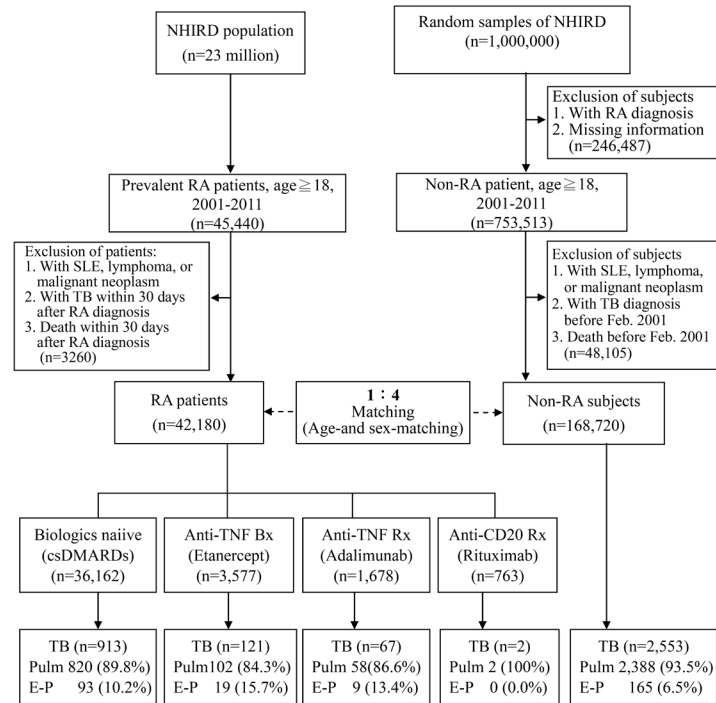 NHIRD population
(n=23 million)
Random samples of NHIRD
(n=1,000,000)
Exclusion of subjects
1. With RA diagnosis
2. Missing information
(n=246,487)
Prevalent RA patients, age≧18,
2001-2011
(n=45,440)
Non-RA patient, age≧18,
2001-2011
(n=753,513)
Exclusion of patients:
1. With SLE, lymphoma, or
malignant neoplasm
2. With TB within 30 days
after RA diagnosis
3. Death within 30 days
after RA diagnosis
(n=3260)
Exclusion of subjects
1. With SLE, lymphoma,
or malignant neoplasm
2. With TB diagnosis
before Feb. 2001
3. Death before Feb. 2001
(n=48,105)
RA patients
(n=42,180)
1：4
Matching
(Age-and sex-matching)
Non-RA subjects
(n=168,720)
Biologics naiive
(csDMARDs)
(n=36,162)
Anti-TNF Bx
(Etanercept)
(n=3,577)
Anti-TNF Rx
(Adalimunab)
(n=1,678)
Anti-CD20 Rx
(Rituximab)
(n=763)
TB (n=913)
Pulm 820 (89.8%)
E-P 93 (10.2%)
TB (n=121)
Pulm102 (84.3%)
E-P 19 (15.7%)
TB (n=67)
Pulm 58(86.6%)
E-P 9 (13.4%)
TB (n=2)
Pulm 2 (100%)
E-P 0 (0.0%)
TB (n=2,553)
Pulm 2,388 (93.5%)
E-P 165 (6.5%)